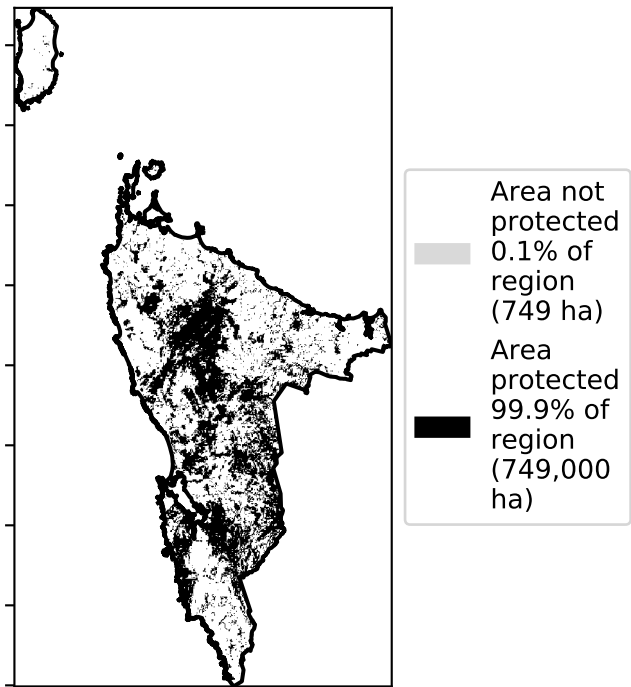 Area not
protected
0.1% of
region
(749 ha)
Area
protected
99.9% of
region
(749,000
ha)